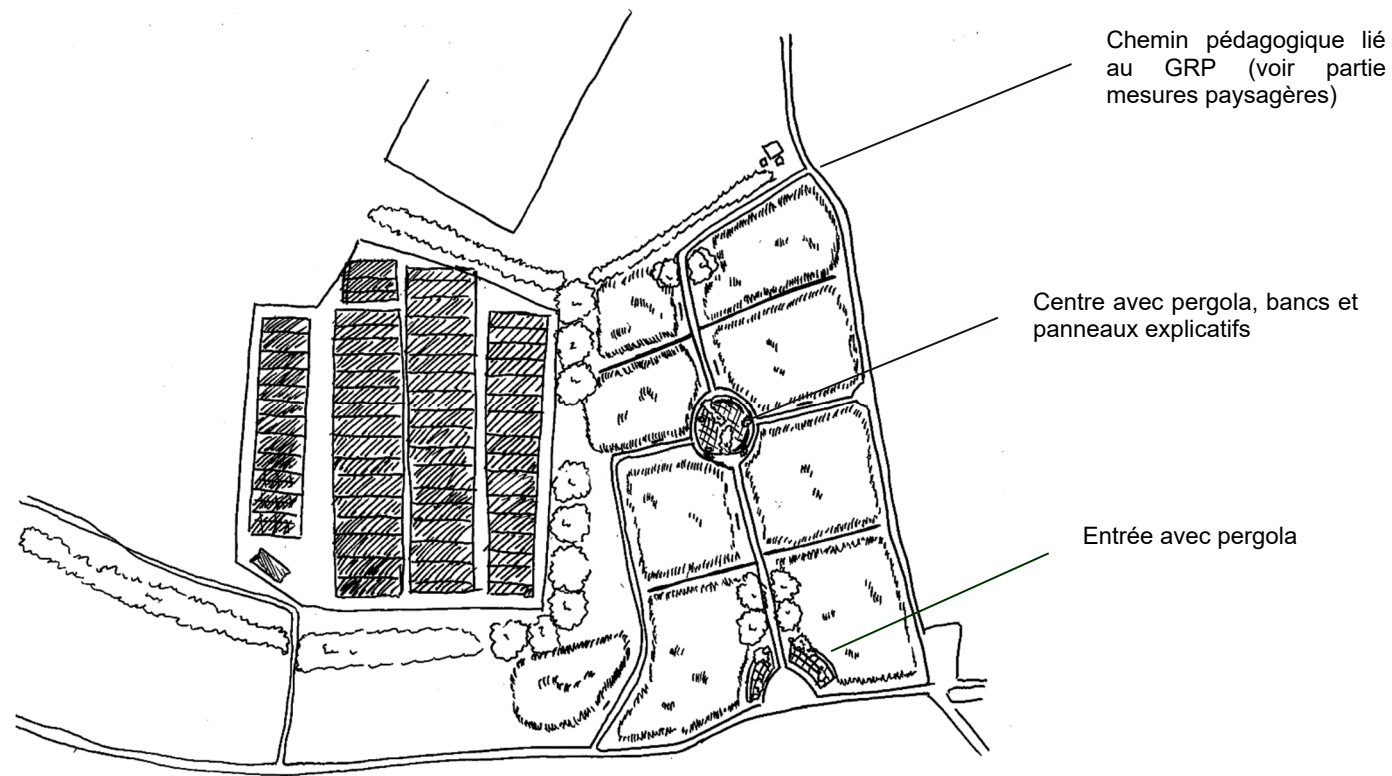 Chemin pédagogique lié
au GRP (voir partie
mesures paysagères)
Centre avec pergola, bancs et
panneaux explicatifs
Entrée avec pergola